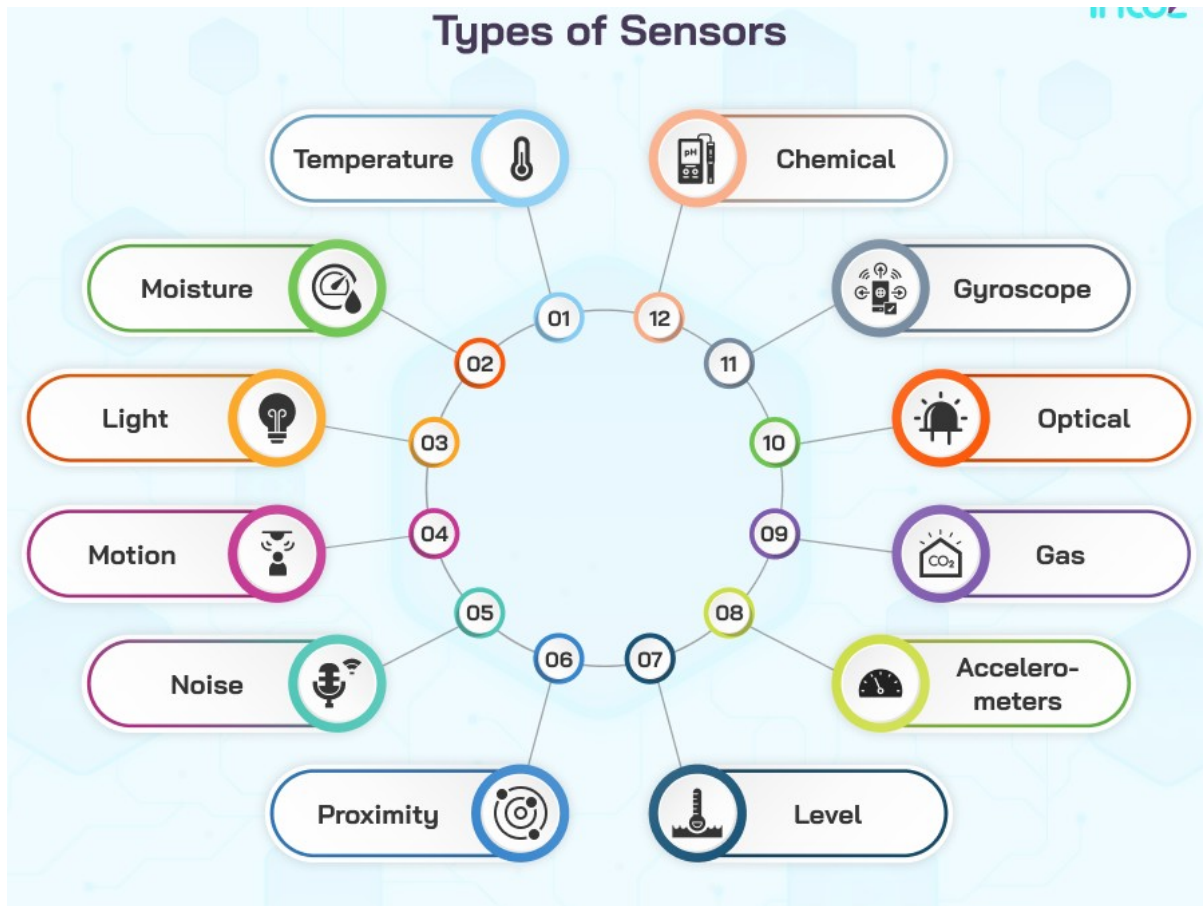 Types of Sensors
Temperature
Chemical
pH
Moisture
Gyroscope
01
12
02
11
Light
Optical
03
10
Motion
04
09
Gas
CO₂
05
08
Noise
Accelero-
meters
06
07
Proximity
Level